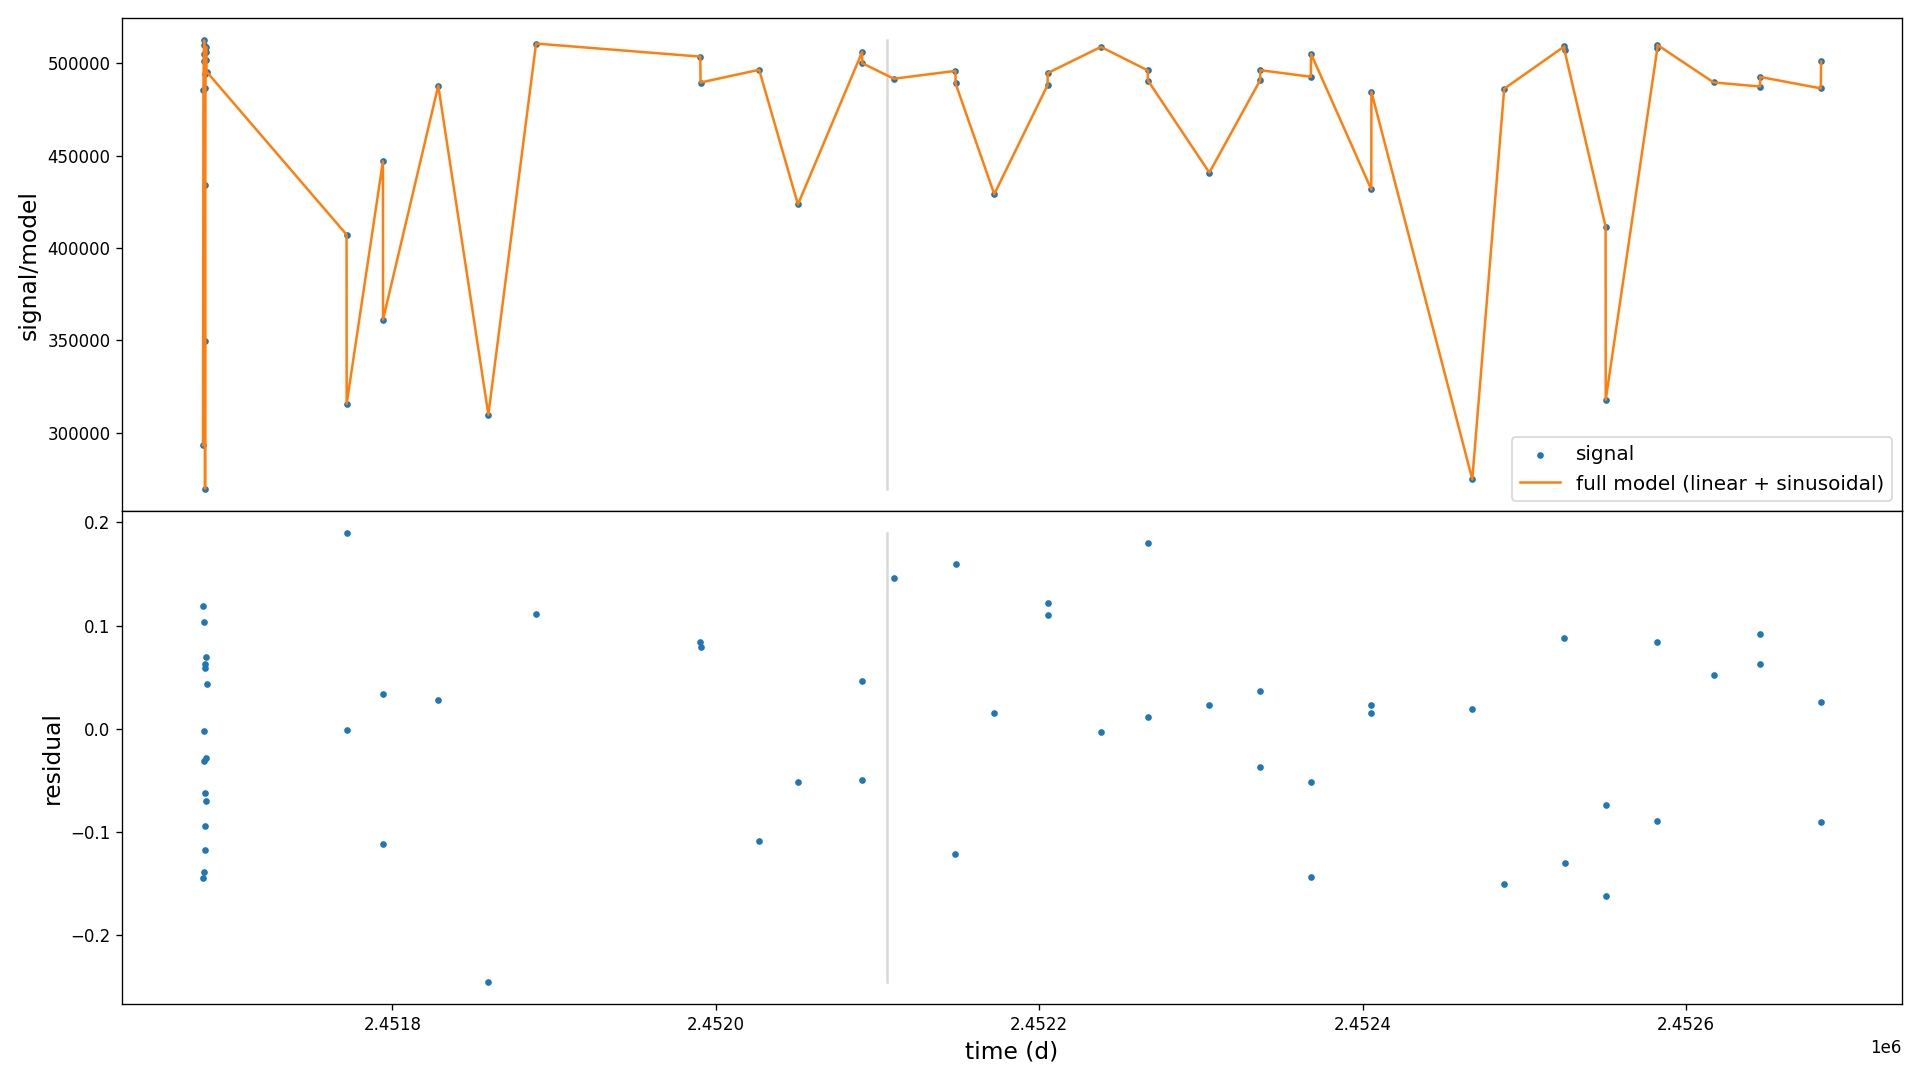 500000
450000
400000
350000
300000
signal/model
signal
full model (linear + sinusoidal)
0.2
0.1
0.0
−0.1
−0.2
residual
2.4518
2.4520
2.4522
2.4524
2.4526
time (d)
1e6